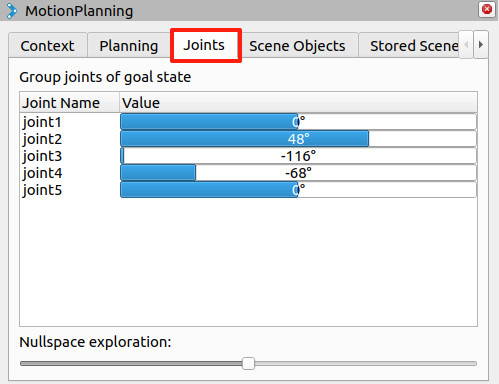 MotionPlanning
Context Planning Joints Scene Objects Stored Scene
Group joints of goal state
Joint Name Value
joint1 0°
joint2 48°
joint3 -116°
joint4 -68°
joint5 0°
Nullspace exploration: